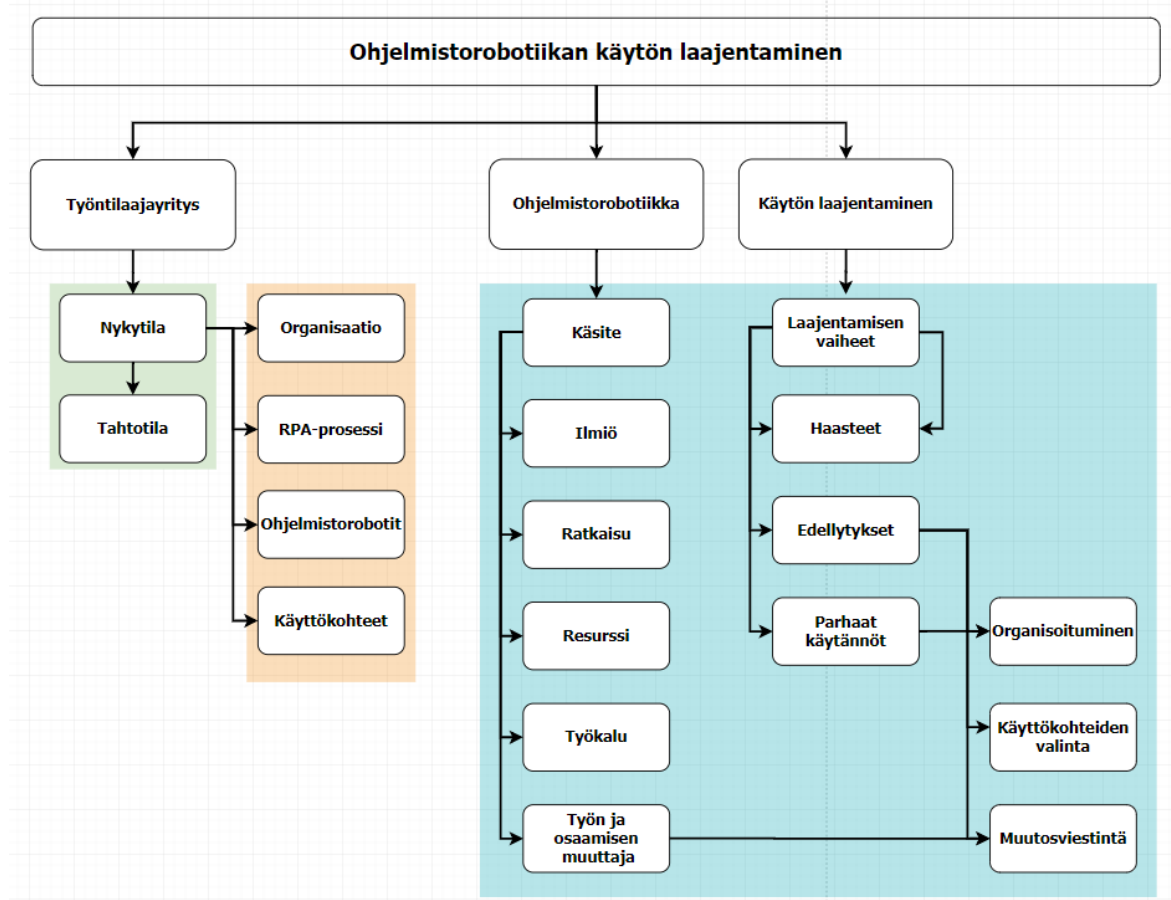 Ohjelmistorobotiikan käytön laajentaminen
Työntilaajayritys
Ohjelmistorobotiikka
Käytön laajentaminen
Nykytila
Tahtotila
Organisaatio
RPA-prosessi
Ohjelmistorobotit
Käyttökohteet
Käsite
Ilmiö
Ratkaisu
Resurssi
Työkalu
Työn ja
osaamisen
muuttaja
Laajentamisen
vaiheet
Haasteet
Edellytykset
Parhaat
käytännöt
Organisoituminen
Käyttökohteiden
valinta
Muutosviestintä